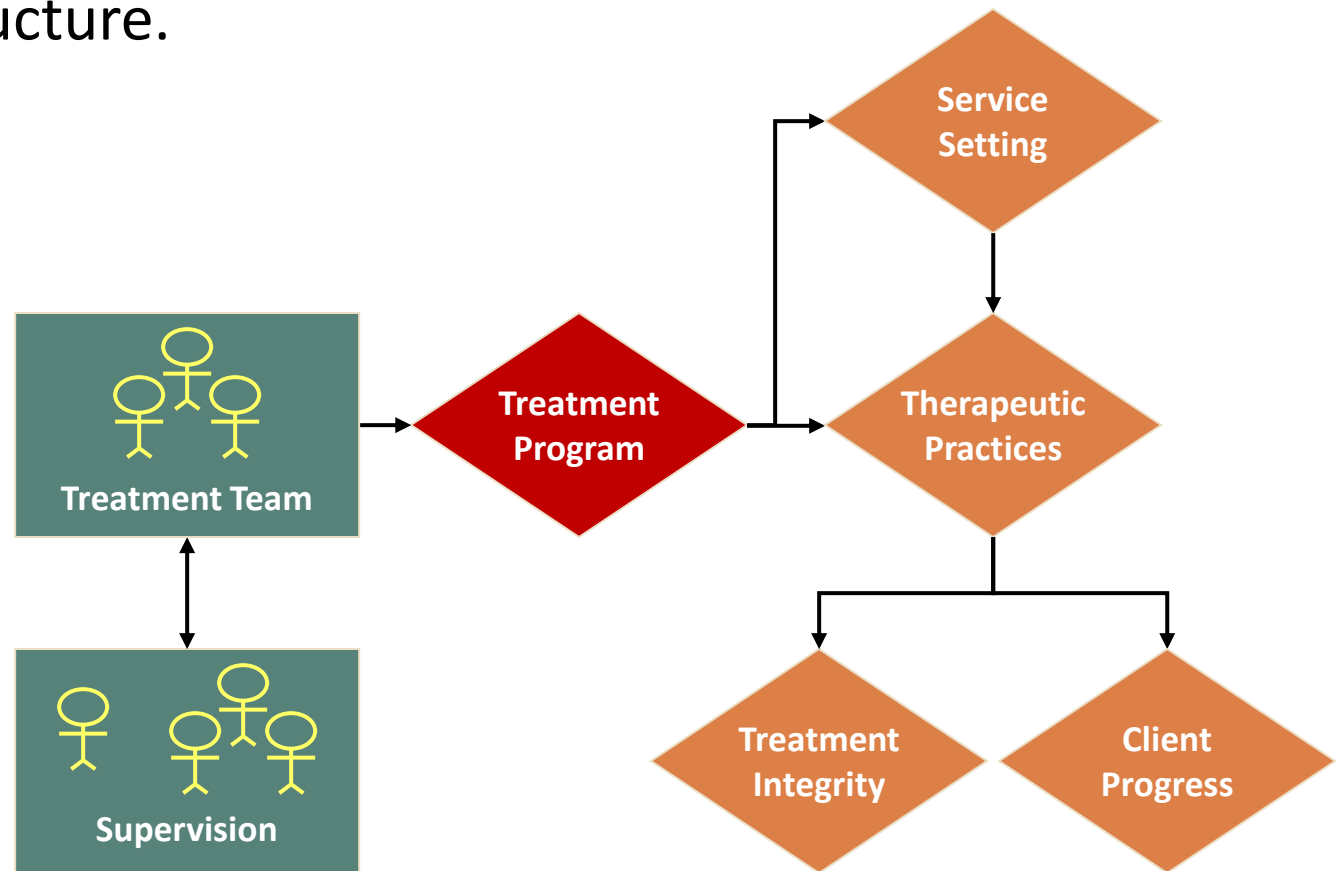 ucture.
Service
Setting
Treatment Team
Treatment
Program
Therapeutic
Practices
Supervision
Treatment
Integrity
Client
Progress